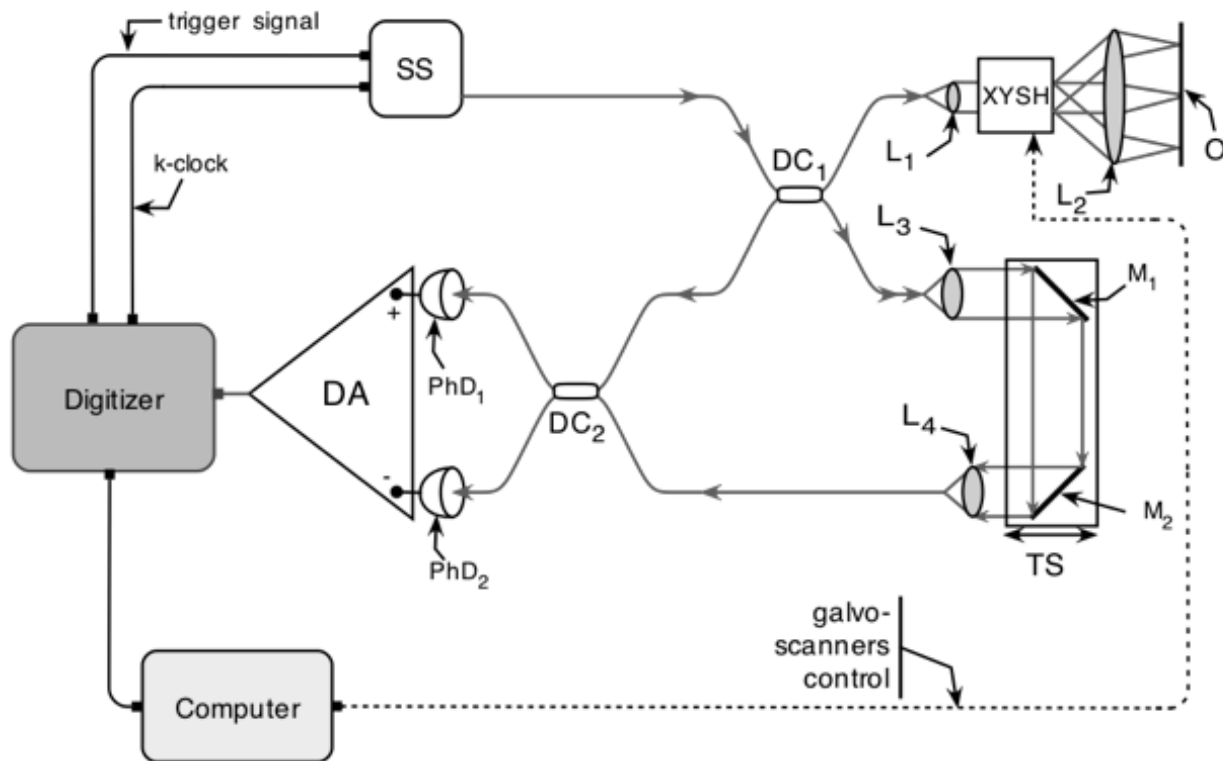 trigger signal
SS
XYSH
k-clock
DC1
L1
L2
O
L3
M1
+
PhD1
DA
Digitizer
DC2
L4
-
M2
PhD2
TS
galvo-
scanners
control
Computer